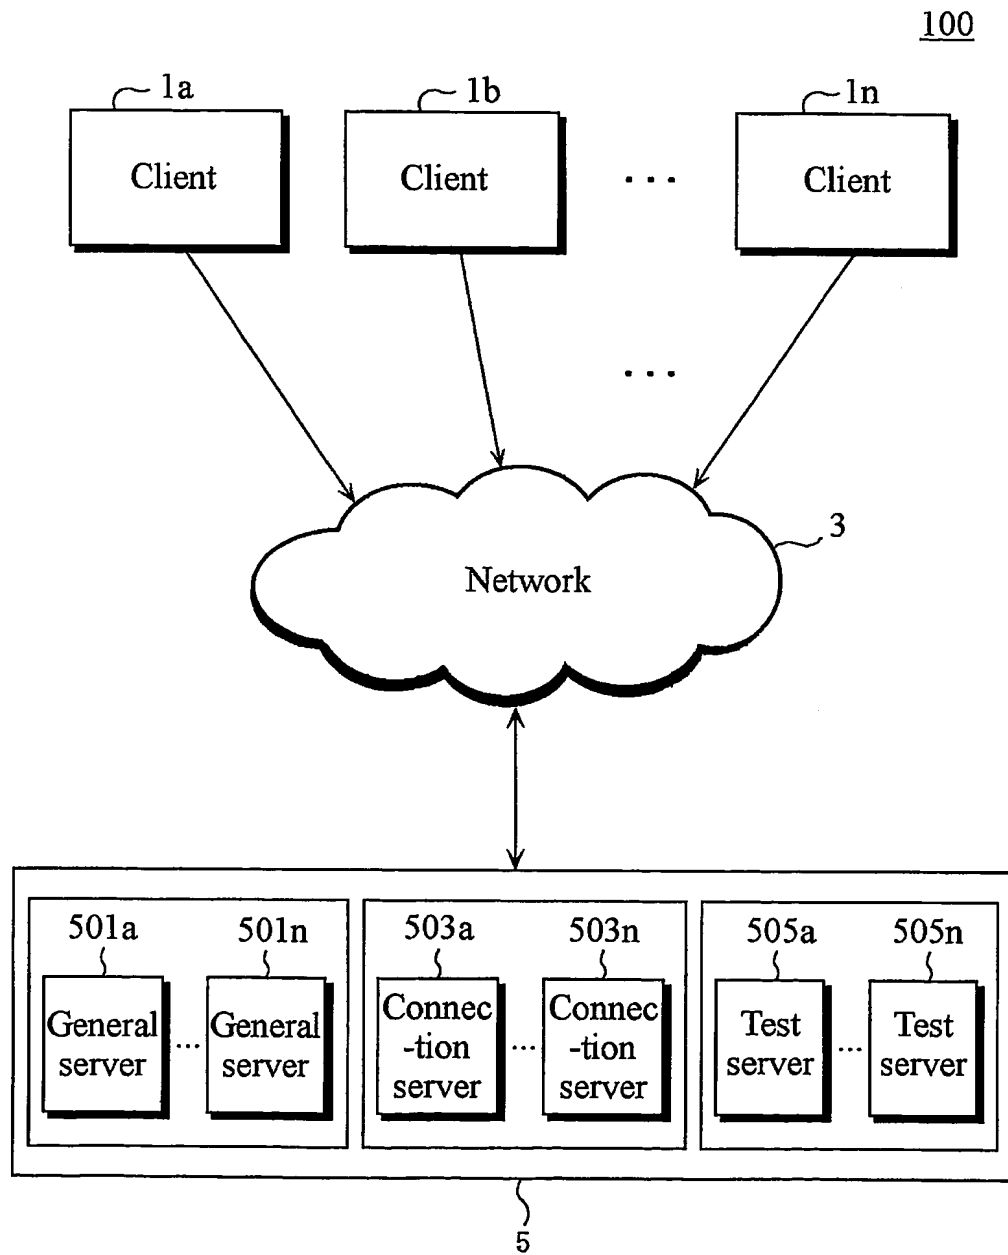 100
1a
1b
1n
Client
Client
...
Client
...
3
Network
501a
501n
503a
503n
505a
505n
General
server
...
General
server
Connec
-tion
server
...
Connec
-tion
server
Test
server
...
Test
server
5